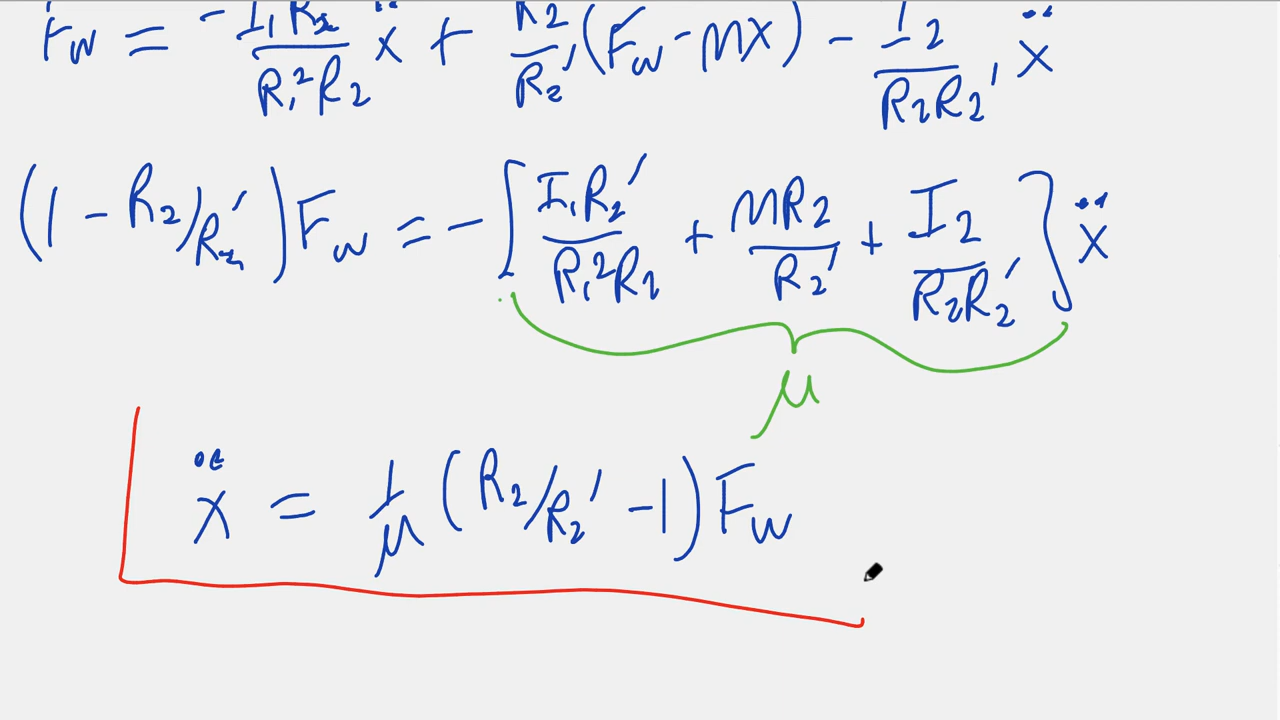 F_w = - I₁R₂/R₁²R₂ ẍ + R₂/R₂′ (F_w - Mẍ) - I₂/R₂R₂′ ẍ
(1 - R₂/R₂′) F_w = - [I₁R₂′/R₁²R₂ + MR₂/R₂′ + I₂/R₂R₂′] ẍ
μ
ẍ = 1/μ (R₂/R₂′ - 1) F_w